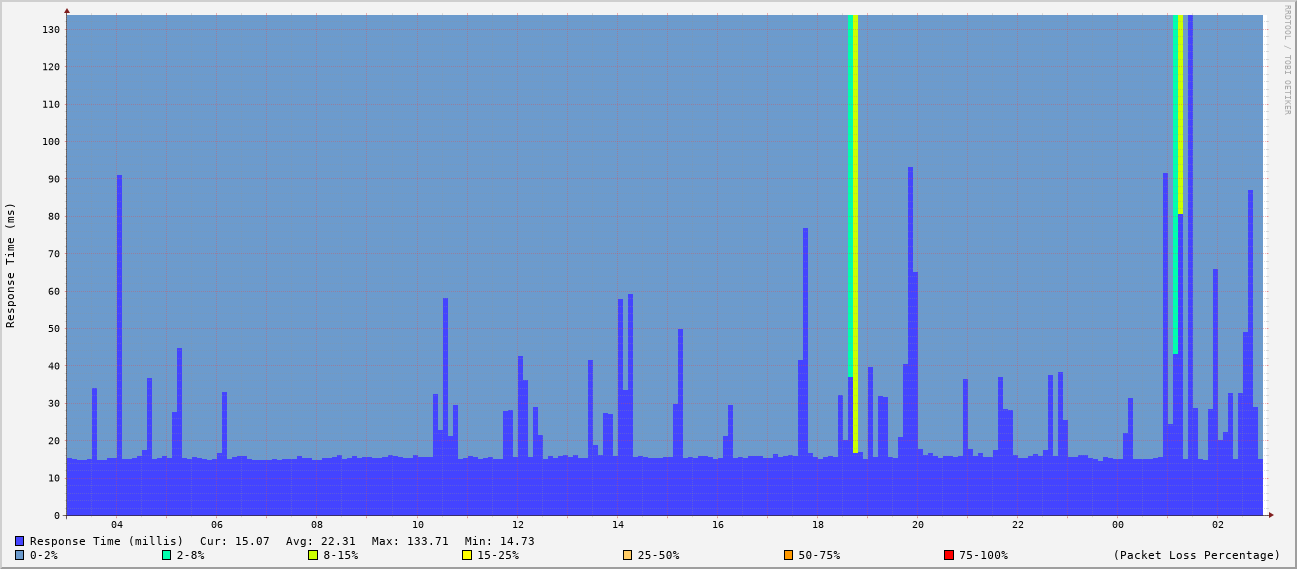 RRDTOOL / TOBI OETIKER
Response Time (ms)
130
120
110
100
90
80
70
60
50
40
30
20
10
0
04 06 08 10 12 14 16 18 20 22 00 02
Response Time (millis) Cur: 15.07 Avg: 22.31 Max: 133.71 Min: 14.73
0-2% 2-8% 8-15% 15-25% 25-50% 50-75% 75-100% (Packet Loss Percentage)